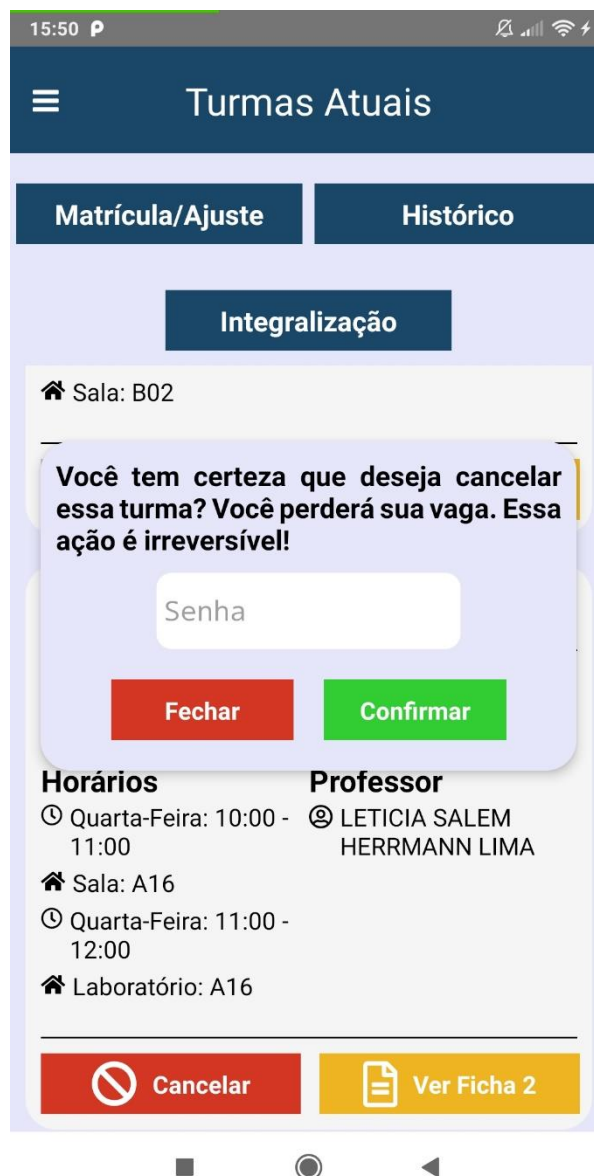 15:50
Turmas Atuais
Matrícula/Ajuste
Histórico
Integralização
Sala: B02
Você tem certeza que deseja cancelar
essa turma? Você perderá sua vaga. Essa
ação é irreversível!
Senha
Fechar
Confirmar
Horários
Quarta-Feira: 10:00 -
11:00
Sala: A16
Quarta-Feira: 11:00 -
12:00
Laboratório: A16
Professor
LETICIA SALEM
HERRMANN LIMA
Cancelar
Ver Ficha 2